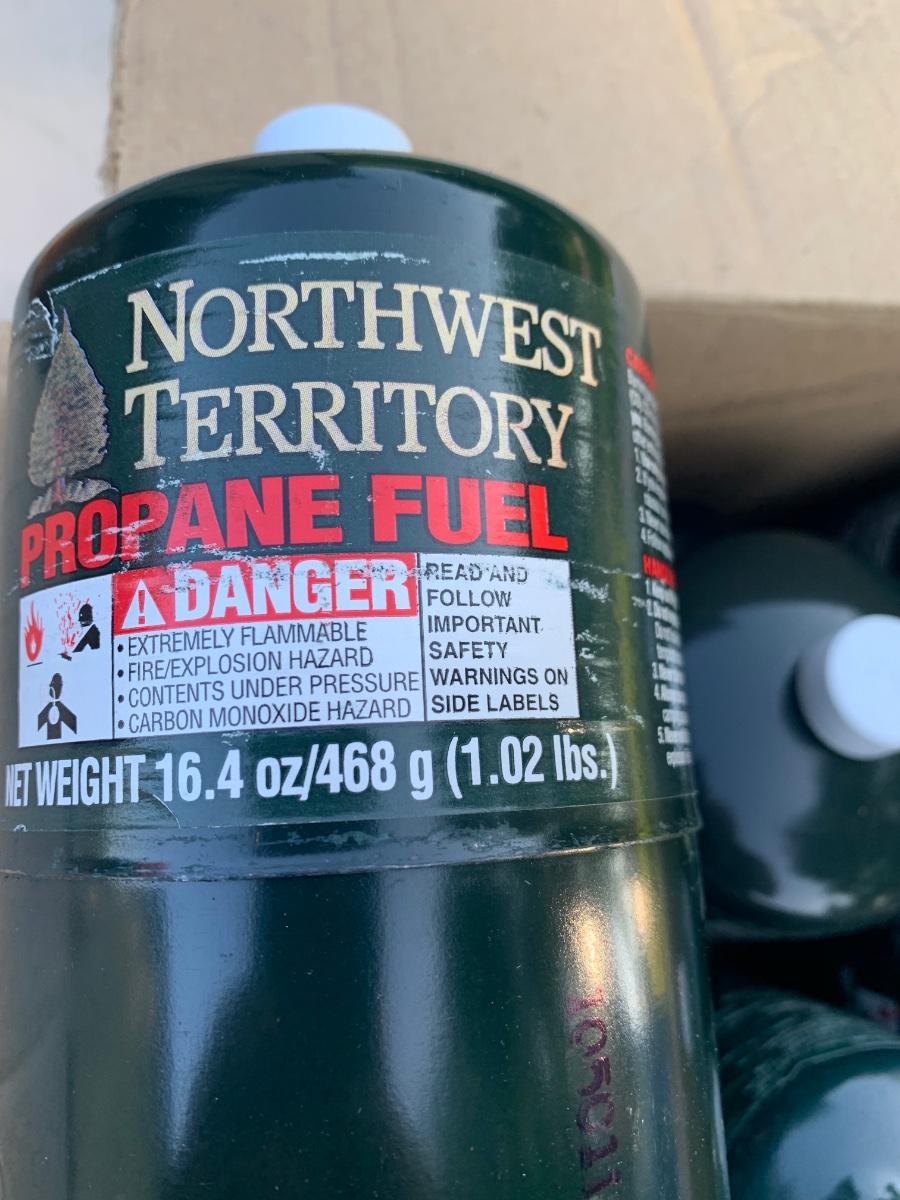 NORTHWEST
TERRITORY
PROPANE FUEL
DANGER
• EXTREMELY FLAMMABLE
• FIRE/EXPLOSION HAZARD
• CONTENTS UNDER PRESSURE
• CARBON MONOXIDE HAZARD
READ AND
FOLLOW
IMPORTANT
SAFETY
WARNINGS ON
SIDE LABELS
NET WEIGHT 16.4 oz/468 g (1.02 lbs.)